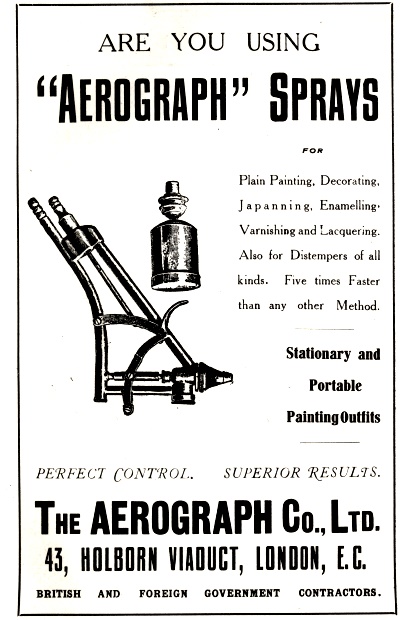 ARE YOU USING
"AEROGRAPH" SPRAYS
FOR
Plain Painting, Decorating,
Japanning, Enamelling,
Varnishing and Lacquering.
Also for Distempers of all
kinds. Five times Faster
than any other Method.
Stationary and
Portable
Painting Outfits
PERFECT CONTROL. SUPERIOR RESULTS.
THE AEROGRAPH CO., LTD.
43, HOLBORN VIADUCT, LONDON, E.C.
BRITISH AND FOREIGN GOVERNMENT CONTRACTORS.